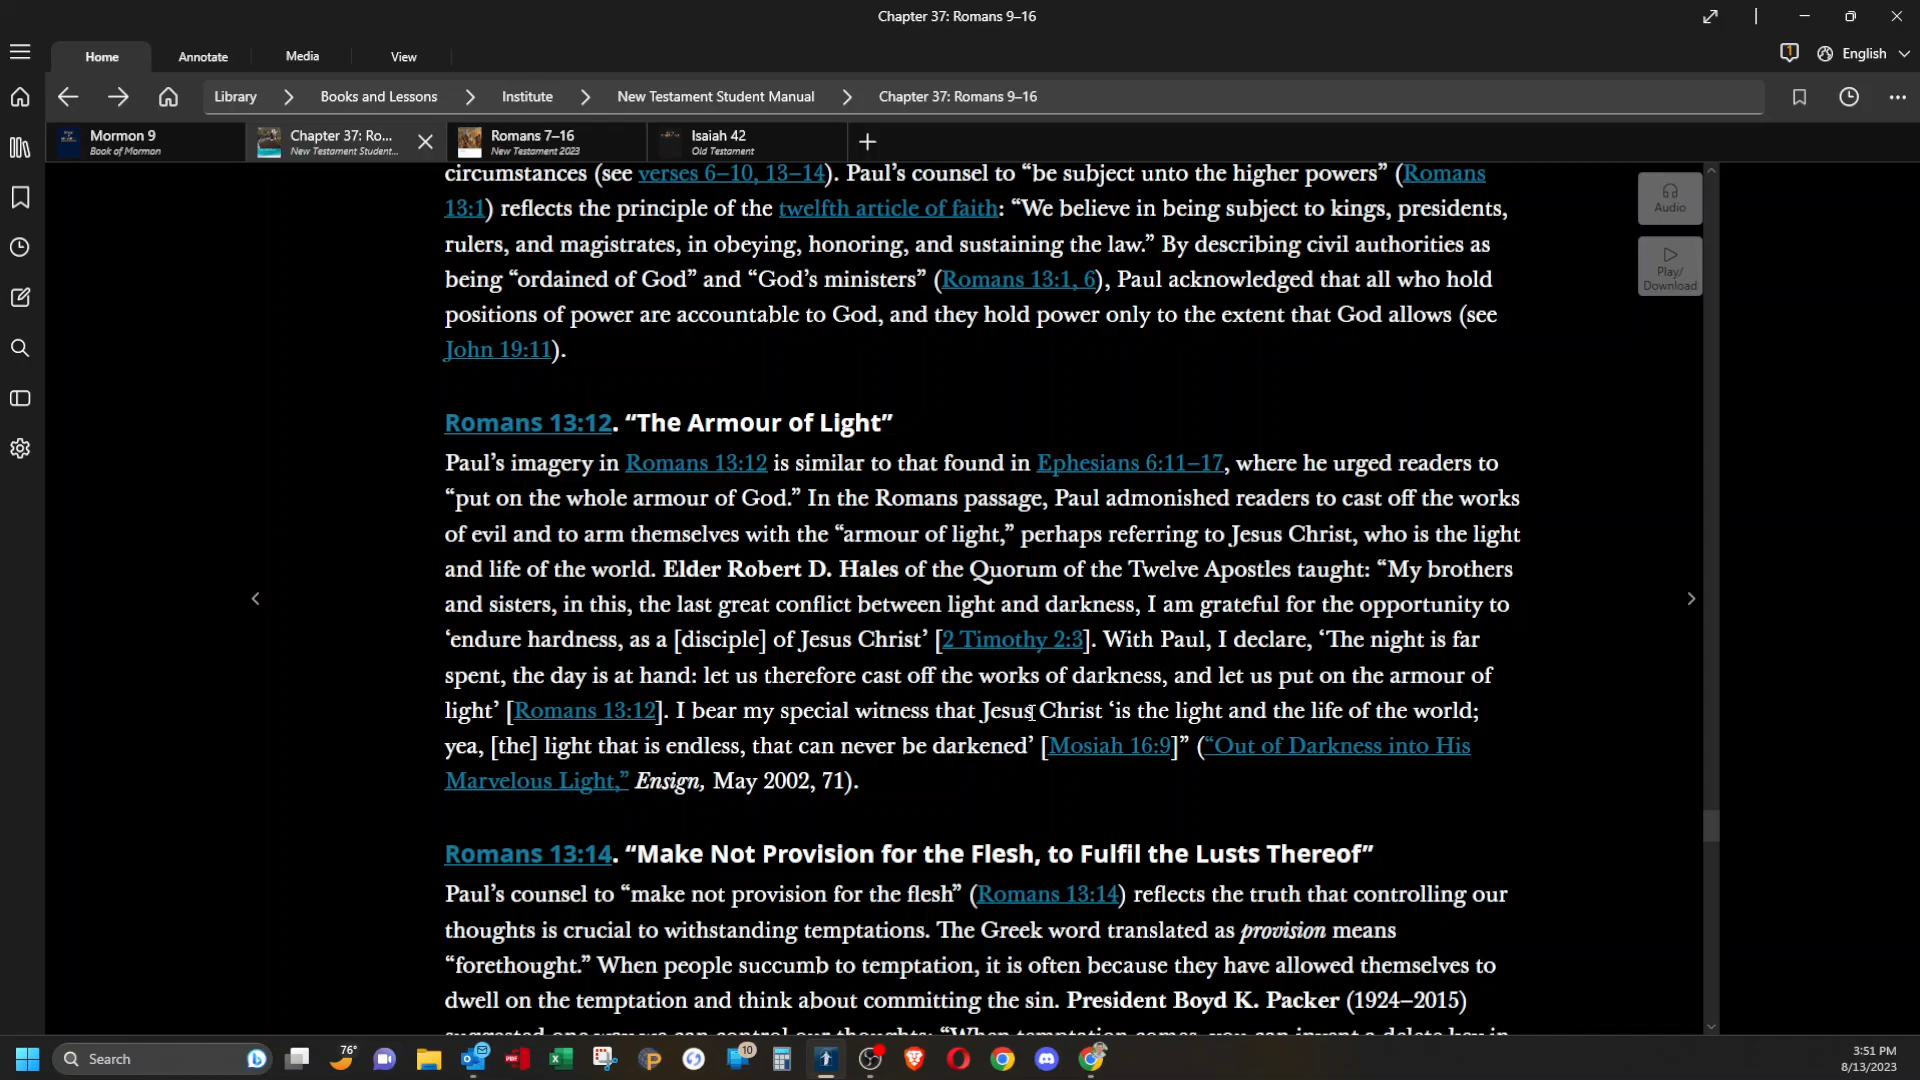 Chapter 37: Romans 9–16
Home
Annotate
Media
View
1
English
Library
Books and Lessons
Institute
New Testament Student Manual
Chapter 37: Romans 9–16
Mormon 9
Book of Mormon
Chapter 37: Ro...
New Testament Student...
Romans 7–16
New Testament 2023
Isaiah 42
Old Testament
circumstances (see verses 6–10, 13–14). Paul’s counsel to “be subject unto the higher powers” (Romans
13:1) reflects the principle of the twelfth article of faith: “We believe in being subject to kings, presidents,
rulers, and magistrates, in obeying, honoring, and sustaining the law.” By describing civil authorities as
being “ordained of God” and “God’s ministers” (Romans 13:1, 6), Paul acknowledged that all who hold
positions of power are accountable to God, and they hold power only to the extent that God allows (see
John 19:11).
Audio
Play/
Download
Romans 13:12. “The Armour of Light”
Paul’s imagery in Romans 13:12 is similar to that found in Ephesians 6:11–17, where he urged readers to
“put on the whole armour of God.” In the Romans passage, Paul admonished readers to cast off the works
of evil and to arm themselves with the “armour of light,” perhaps referring to Jesus Christ, who is the light
and life of the world. Elder Robert D. Hales of the Quorum of the Twelve Apostles taught: “My brothers
and sisters, in this, the last great conflict between light and darkness, I am grateful for the opportunity to
‘endure hardness, as a [disciple] of Jesus Christ’ [2 Timothy 2:3]. With Paul, I declare, ‘The night is far
spent, the day is at hand: let us therefore cast off the works of darkness, and let us put on the armour of
light’ [Romans 13:12]. I bear my special witness that Jesus Christ ‘is the light and the life of the world;
yea, [the] light that is endless, that can never be darkened’ [Mosiah 16:9]” (“Out of Darkness into His
Marvelous Light,” Ensign, May 2002, 71).
Romans 13:14. “Make Not Provision for the Flesh, to Fulfil the Lusts Thereof”
Paul’s counsel to “make not provision for the flesh” (Romans 13:14) reflects the truth that controlling our
thoughts is crucial to withstanding temptations. The Greek word translated as provision means
“forethought.” When people succumb to temptation, it is often because they have allowed themselves to
dwell on the temptation and think about committing the sin. President Boyd K. Packer (1924–2015)
suggested one way we can control our thoughts: “When temptation comes, you can invent a delete key in
Search
76°
PDF
10
3:51 PM
8/13/2023